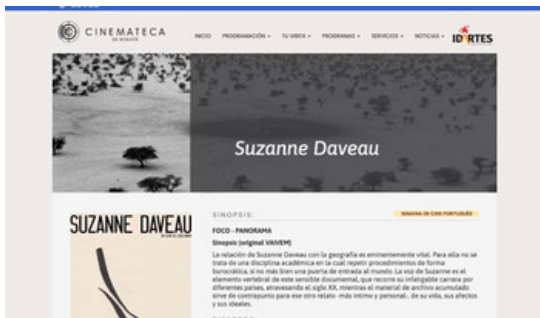 CINEMATECA
DE BOGOTÁ
INICIO PROGRAMACIÓN TU VISITA PROGRAMAS SERVICIOS NOTICIAS IDARTES
Suzanne Daveau
SUZANNE DAVEAU
SINOPSIS:
SEMANA DE CINE PORTUGUÉS
FOCO - PANORAMA
Sinopsis (original VAIVEM)
La relación de Suzanne Daveau con la geografía es eminentemente vital. Para ella no se
trata de una disciplina académica en la cual repetir procedimientos de forma
burocrática, si no más bien una puerta de entrada al mundo. La voz de Suzanne es el
elemento vertebral de este sensible documental, que recorre su infatigable carrera por
diferentes países, atravesando el siglo XX, mientras el material de archivo acumulado
sirve de contrapunto para ese otro relato -más íntimo y personal-, de su vida, sus afectos
y sus ideales.